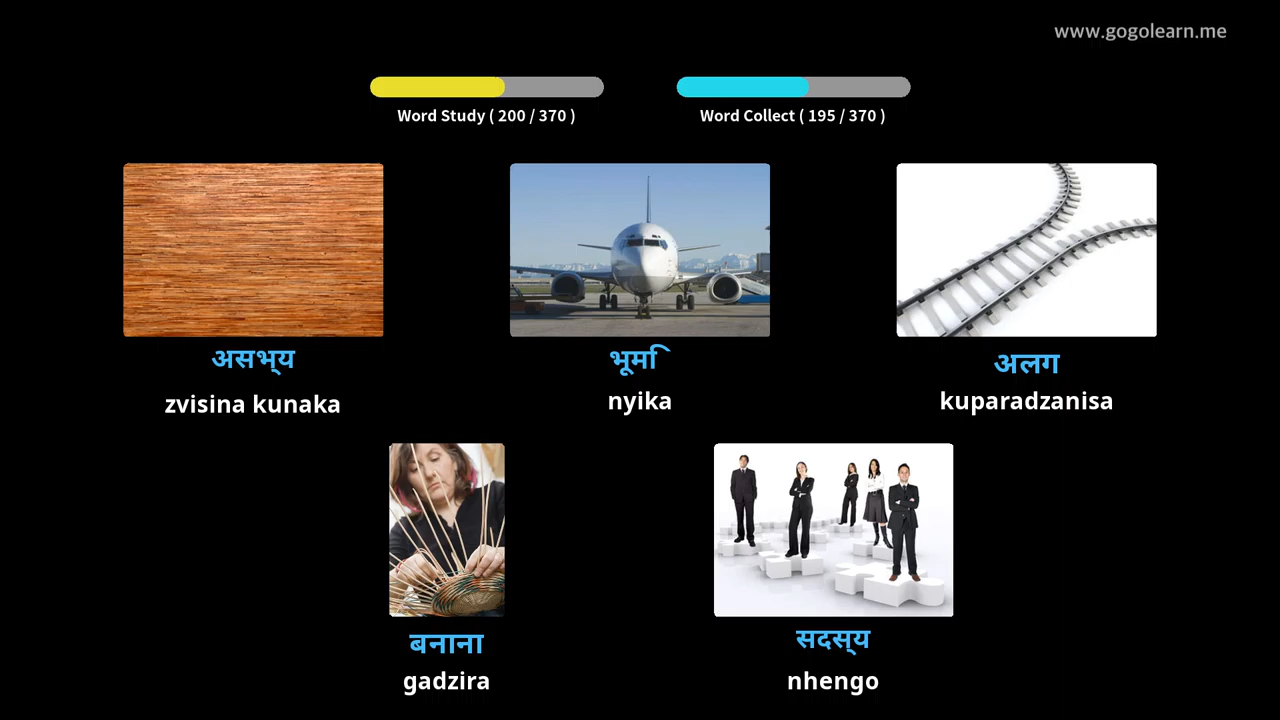 www.gogolearn.me
Word Study ( 200 / 370 )
Word Collect ( 195 / 370 )
असभ्य
भूमि
अलग
zvisina kunaka
nyika
kuparadzanisa
बनाना
सदस्य
gadzira
nhengo